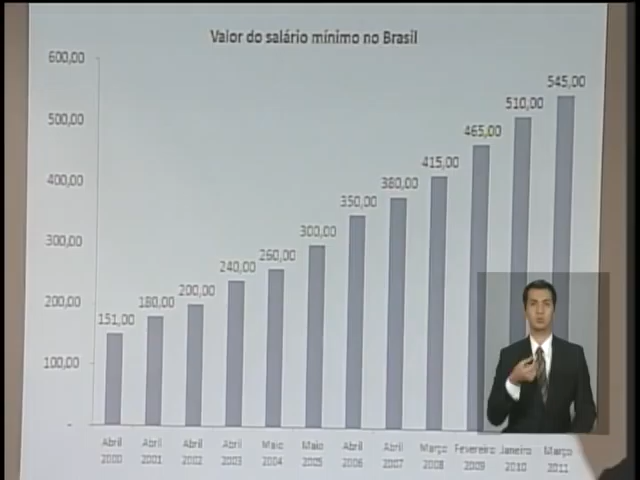 Valor do salário mínimo no Brasil
600,00
500,00
400,00
300,00
200,00
100,00
-
151,00
180,00
200,00
240,00
260,00
300,00
350,00
380,00
415,00
465,00
510,00
545,00
Abril 2000
Abril 2001
Abril 2002
Abril 2003
Maio 2004
Maio 2005
Abril 2006
Abril 2007
Março 2008
Fevereiro 2009
Janeiro 2010
Março 2011